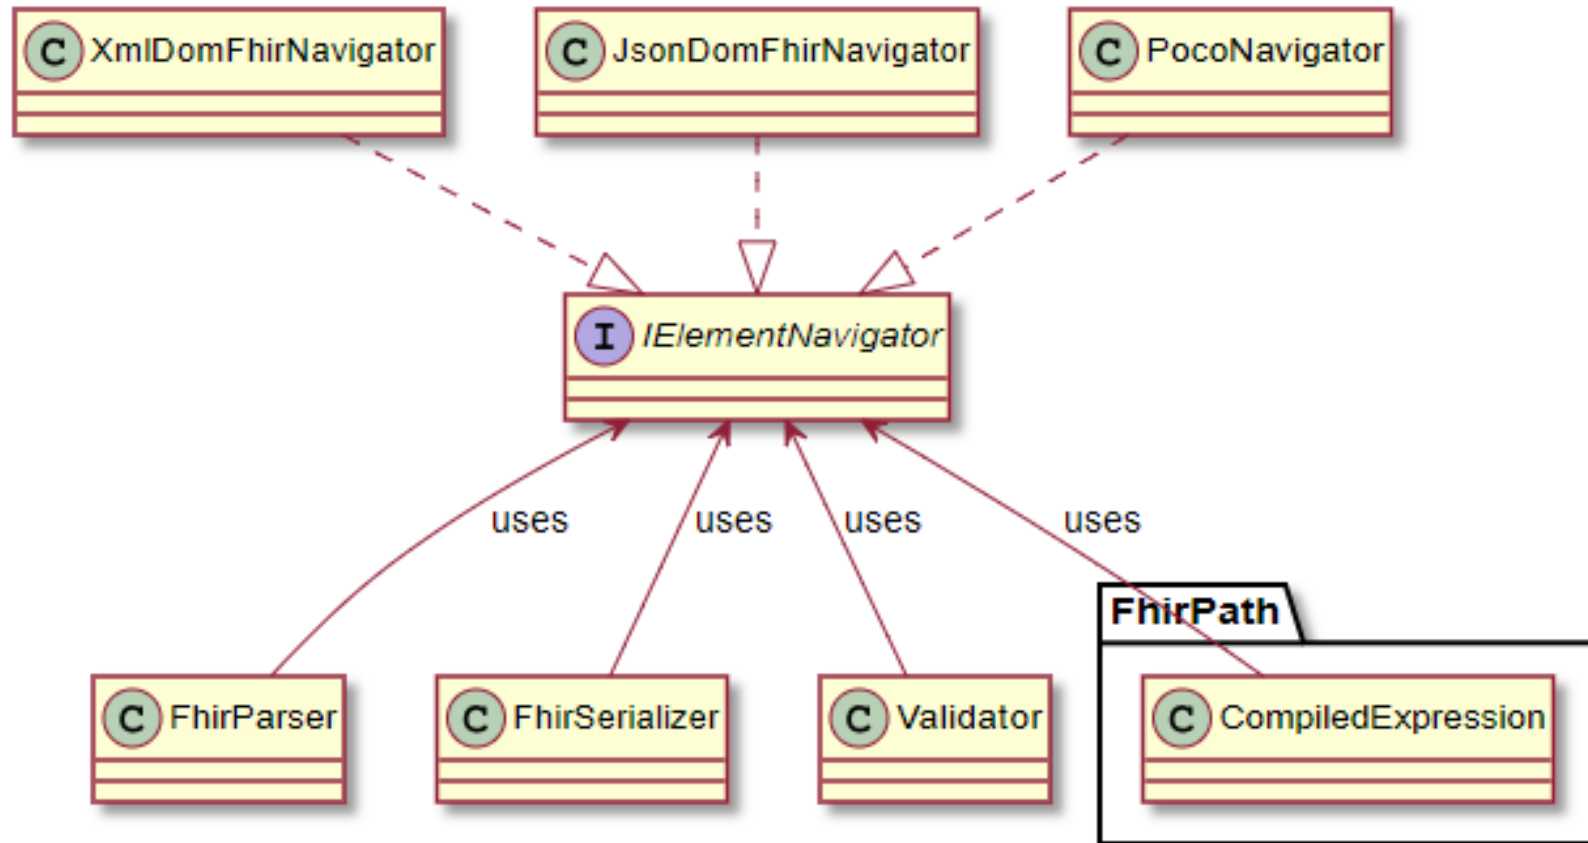 C XmlDomFhirNavigator
C JsonDomFhirNavigator
C PocoNavigator
I IElementNavigator
uses
uses
uses
uses
FhirPath
C FhirParser
C FhirSerializer
C Validator
C CompiledExpression